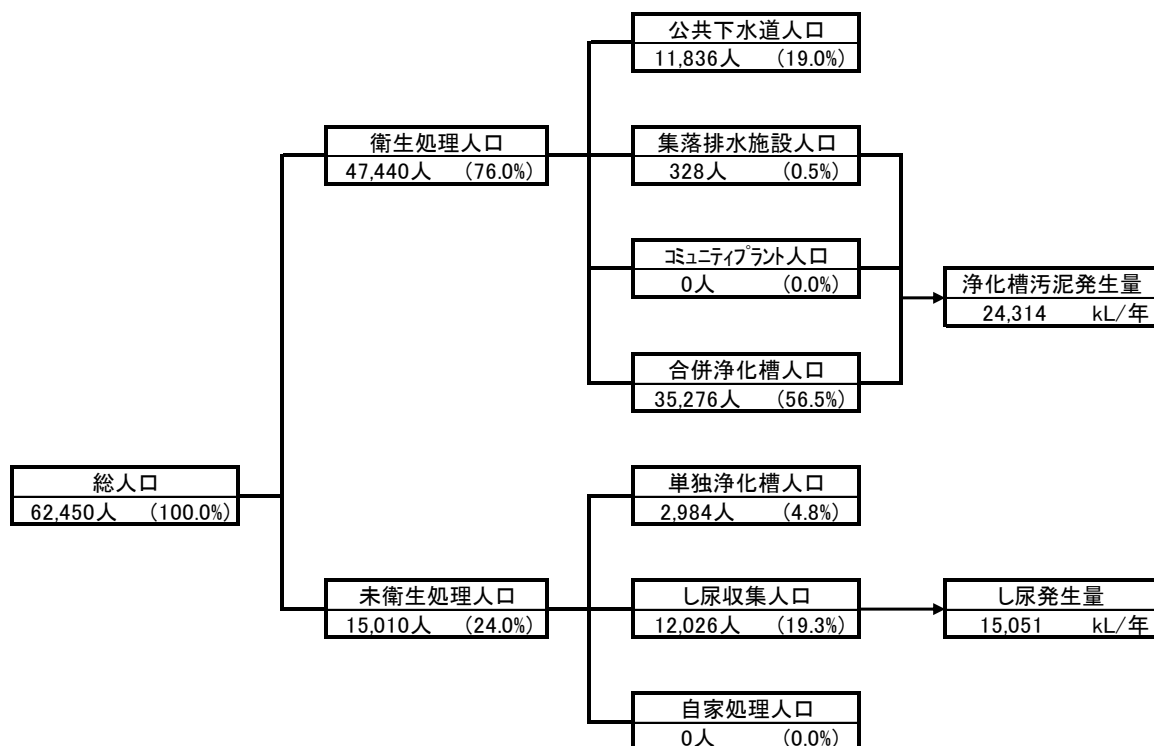 公共下水道人口
11,836人 (19.0%)
衛生処理人口
47,440人 (76.0%)
集落排水施設人口
328人 (0.5%)
コミュニティプラント人口
0人 (0.0%)
浄化槽汚泥発生量
24,314 kL/年
合併浄化槽人口
35,276人 (56.5%)
総人口
62,450人 (100.0%)
単独浄化槽人口
2,984人 (4.8%)
未衛生処理人口
15,010人 (24.0%)
し尿収集人口
12,026人 (19.3%)
し尿発生量
15,051 kL/年
自家処理人口
0人 (0.0%)